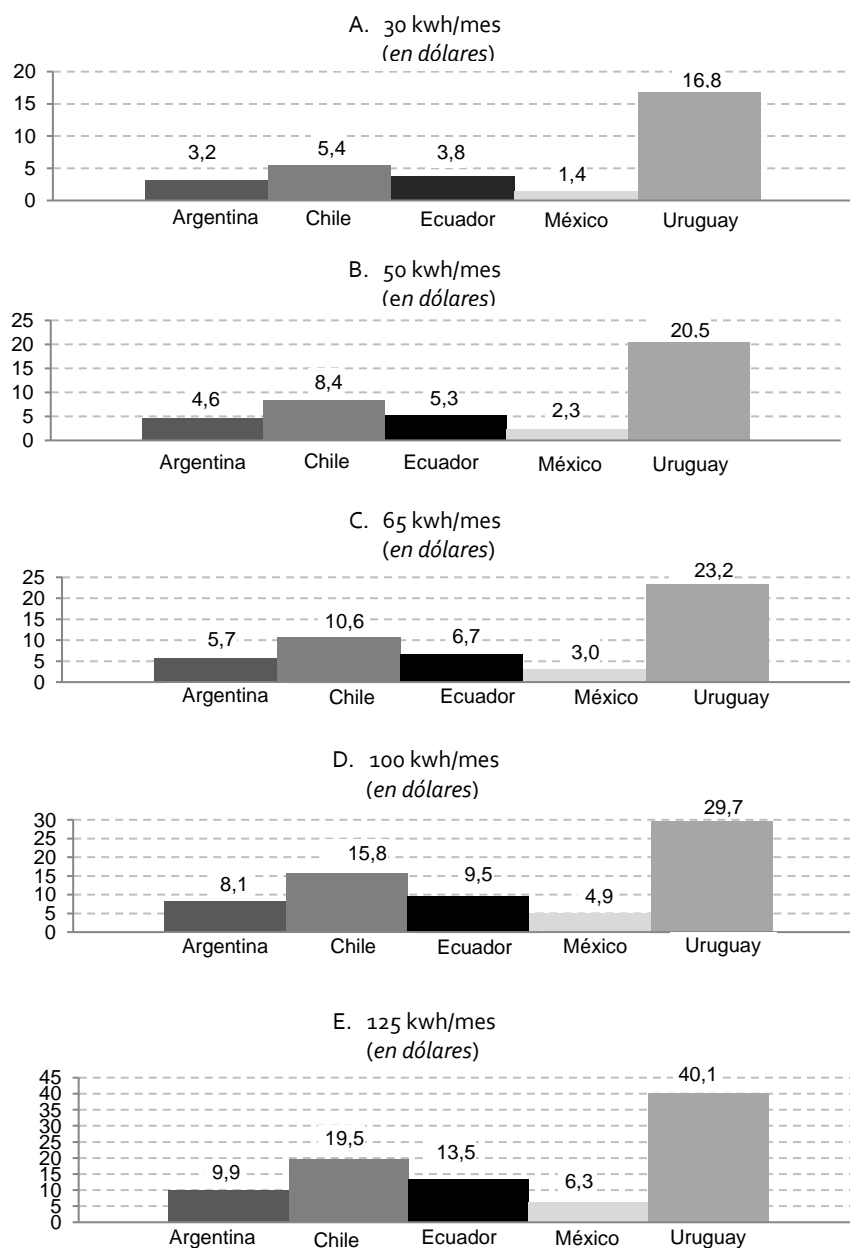 A. 30 kwh/mes
(en dólares)
20
15
10
5
0
3,2
5,4
3,8
1,4
16,8
Argentina
Chile
Ecuador
México
Uruguay
B. 50 kwh/mes
(en dólares)
25
20
15
10
5
0
4,6
8,4
5,3
2,3
20,5
Argentina
Chile
Ecuador
México
Uruguay
C. 65 kwh/mes
(en dólares)
25
20
15
10
5
0
5,7
10,6
6,7
3,0
23,2
Argentina
Chile
Ecuador
México
Uruguay
D. 100 kwh/mes
(en dólares)
30
25
20
15
10
5
0
8,1
15,8
9,5
4,9
29,7
Argentina
Chile
Ecuador
México
Uruguay
E. 125 kwh/mes
(en dólares)
45
40
35
30
25
20
15
10
5
0
9,9
19,5
13,5
6,3
40,1
Argentina
Chile
Ecuador
México
Uruguay